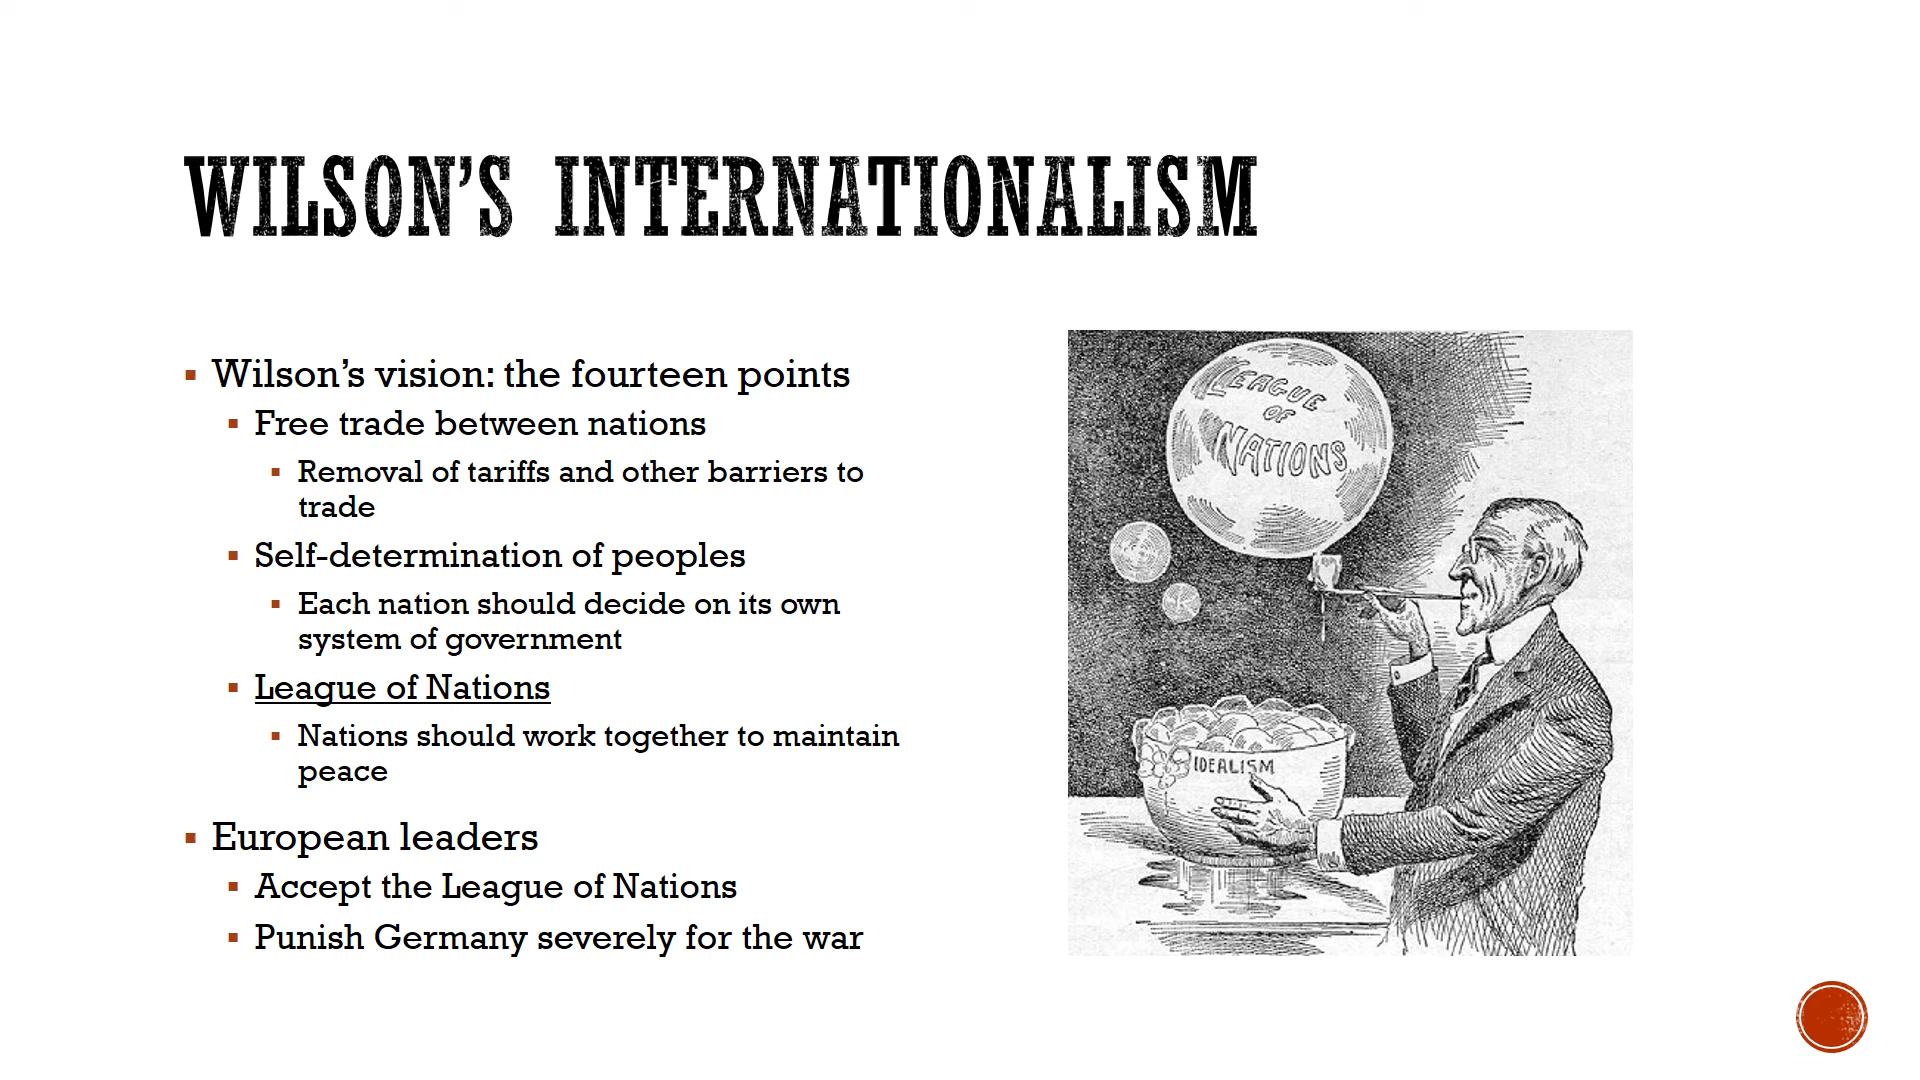 WILSON’S INTERNATIONALISM
Wilson’s vision: the fourteen points
Free trade between nations
Removal of tariffs and other barriers to
trade
Self-determination of peoples
Each nation should decide on its own
system of government
League of Nations
Nations should work together to maintain
peace
European leaders
Accept the League of Nations
Punish Germany severely for the war
LEAGUE
OF
NATIONS
IDEALISM